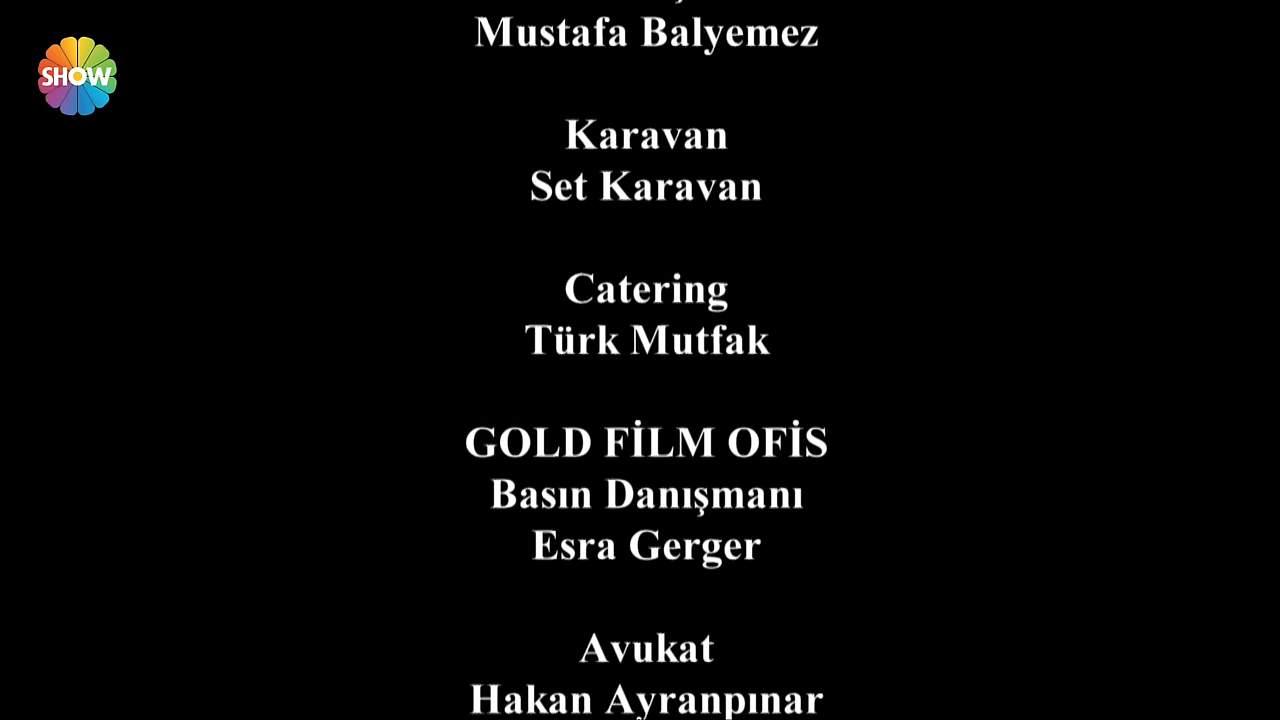 Mustafa Balyemez
SHOW
Karavan
Set Karavan
Catering
Türk Mutfak
GOLD FİLM OFİS
Basın Danışmanı
Esra Gerger
Avukat
Hakan Ayranpınar